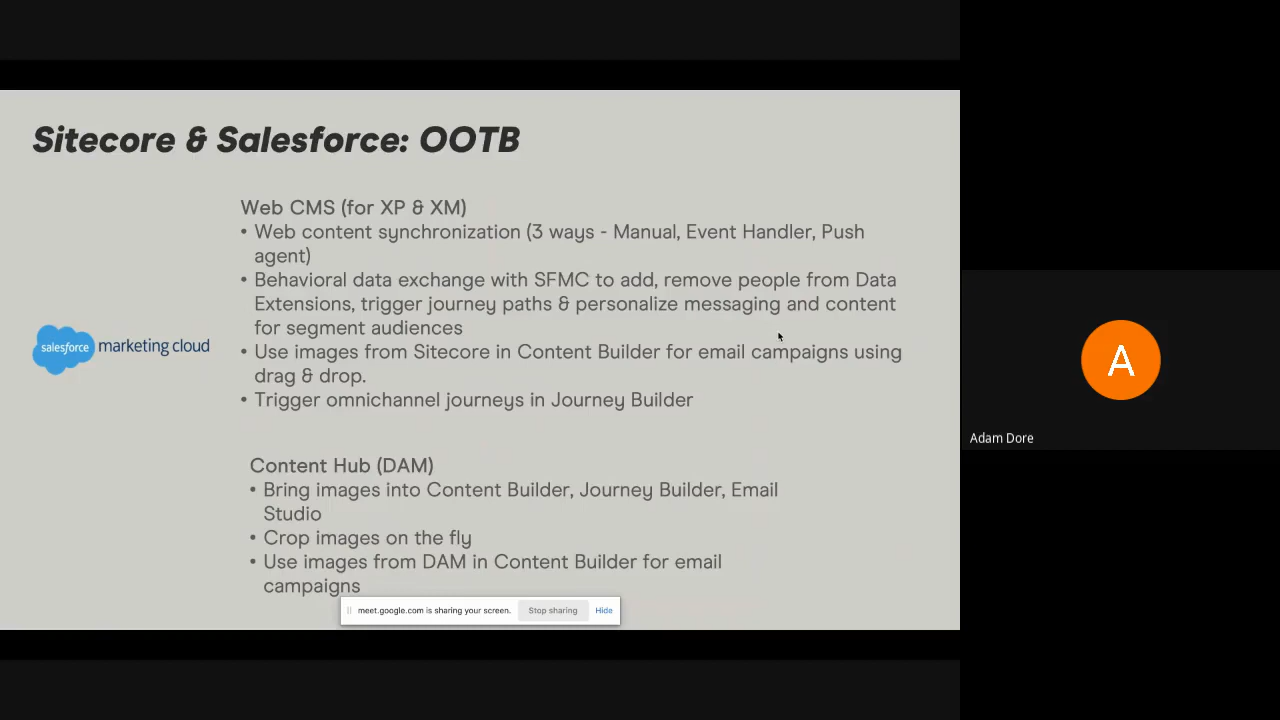 Sitecore & Salesforce: OOTB
Web CMS (for XP & XM)
• Web content synchronization (3 ways - Manual, Event Handler, Push
agent)
• Behavioral data exchange with SFMC to add, remove people from Data
Extensions, trigger journey paths & personalize messaging and content
for segment audiences
• Use images from Sitecore in Content Builder for email campaigns using
drag & drop.
• Trigger omnichannel journeys in Journey Builder
salesforce marketing cloud
Content Hub (DAM)
• Bring images into Content Builder, Journey Builder, Email
Studio
• Crop images on the fly
• Use images from DAM in Content Builder for email
campaigns
meet.google.com is sharing your screen. Stop sharing Hide
A
Adam Dore